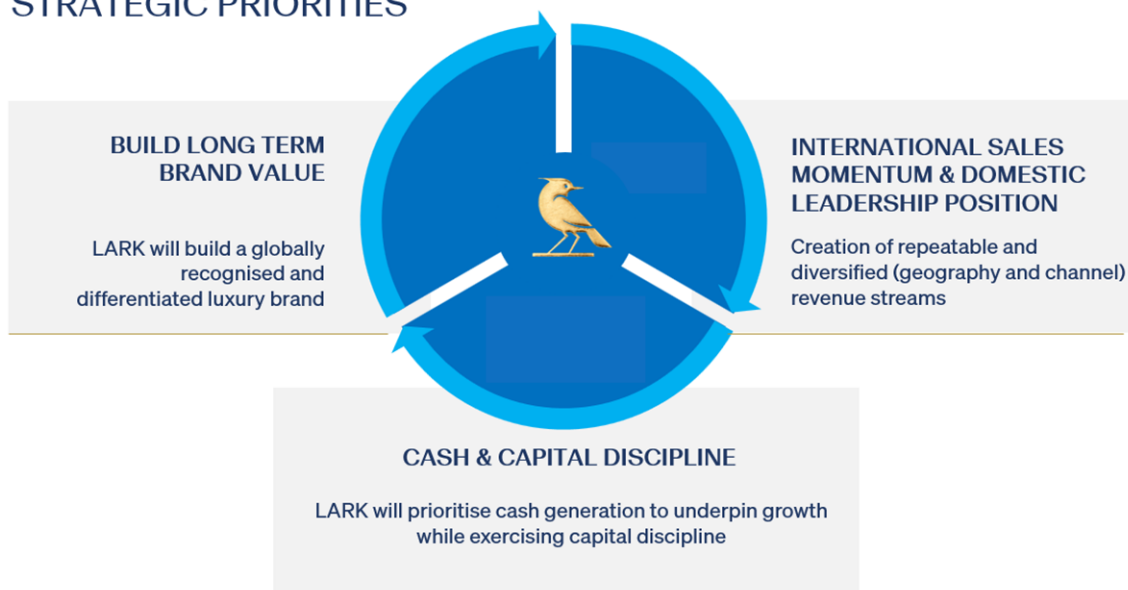 STRATEGIC PRIORITIES
BUILD LONG TERM
BRAND VALUE
LARK will build a globally
recognised and
differentiated luxury brand
INTERNATIONAL SALES
MOMENTUM & DOMESTIC
LEADERSHIP POSITION
Creation of repeatable and
diversified (geography and channel)
revenue streams
CASH & CAPITAL DISCIPLINE
LARK will prioritise cash generation to underpin growth
while exercising capital discipline